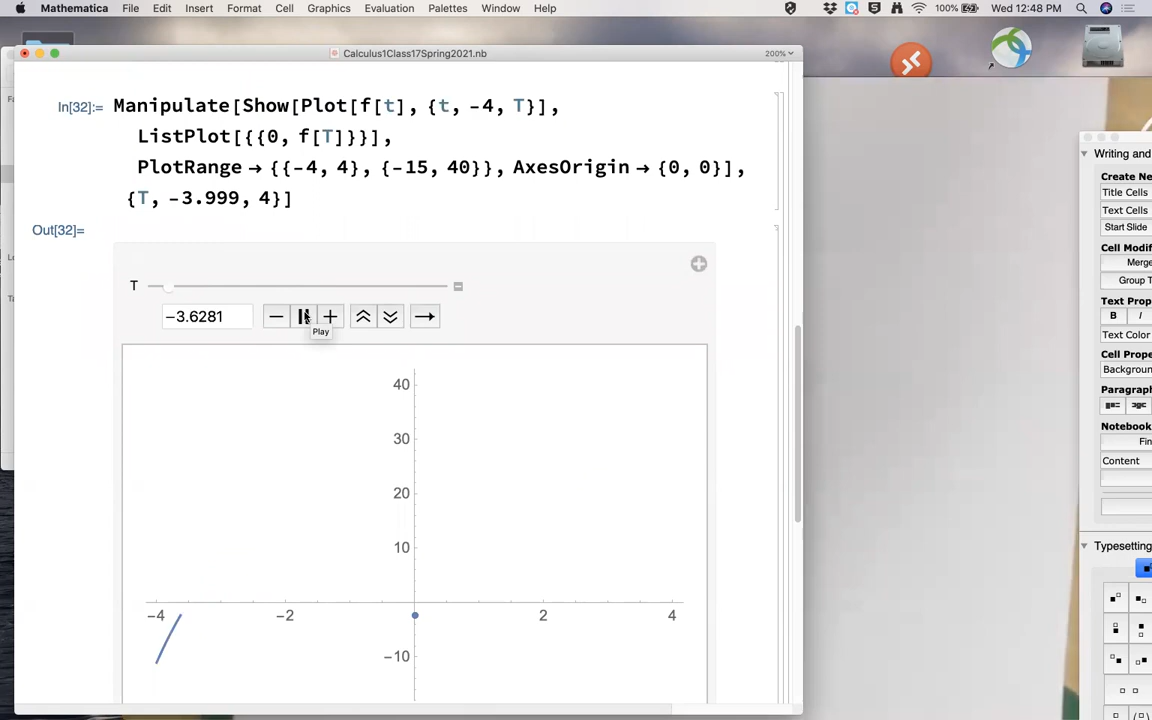 Mathematica File Edit Insert Format Cell Graphics Evaluation Palettes Window Help 100% Wed 12:48 PM
Calculus1Class17Spring2021.nb 200%
In[32]:= Manipulate[Show[Plot[f[t], {t, -4, T}],
ListPlot[{{0, f[T]}}],
PlotRange → {{-4, 4}, {-15, 40}}, AxesOrigin → {0, 0}],
{T, -3.999, 4}]
Out[32]=
T
-3.6281
Play
40
30
20
10
-4 -2 2 4
-10
Writing and
Create Ne
Title Cells
Text Cells
Start Slide
Cell Modif
Merge
Group T
Text Prop
B I
Text Color
Cell Prope
Background
Paragraph
Notebook
Fin
Content
Typesetting